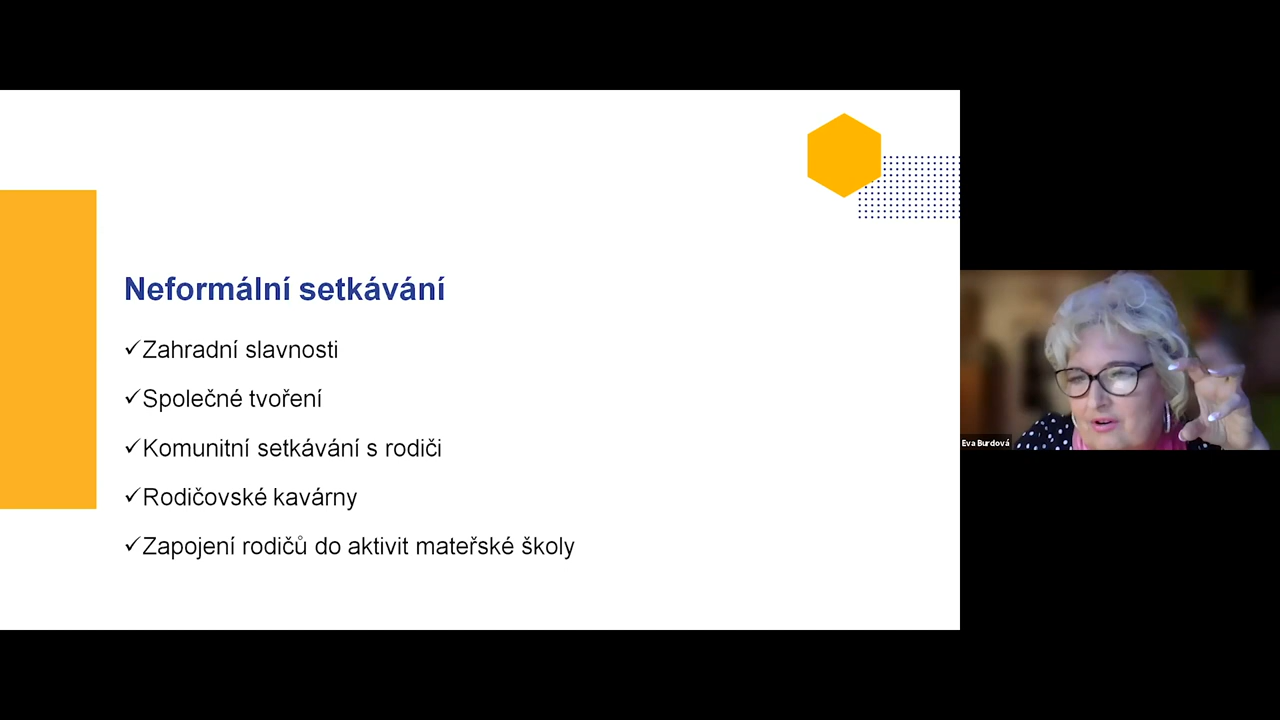 Neformální setkávání
✓Zahradní slavnosti
✓Společné tvoření
✓Komunitní setkávání s rodiči
✓Rodičovské kavárny
✓Zapojení rodičů do aktivit mateřské školy
Eva Burdová